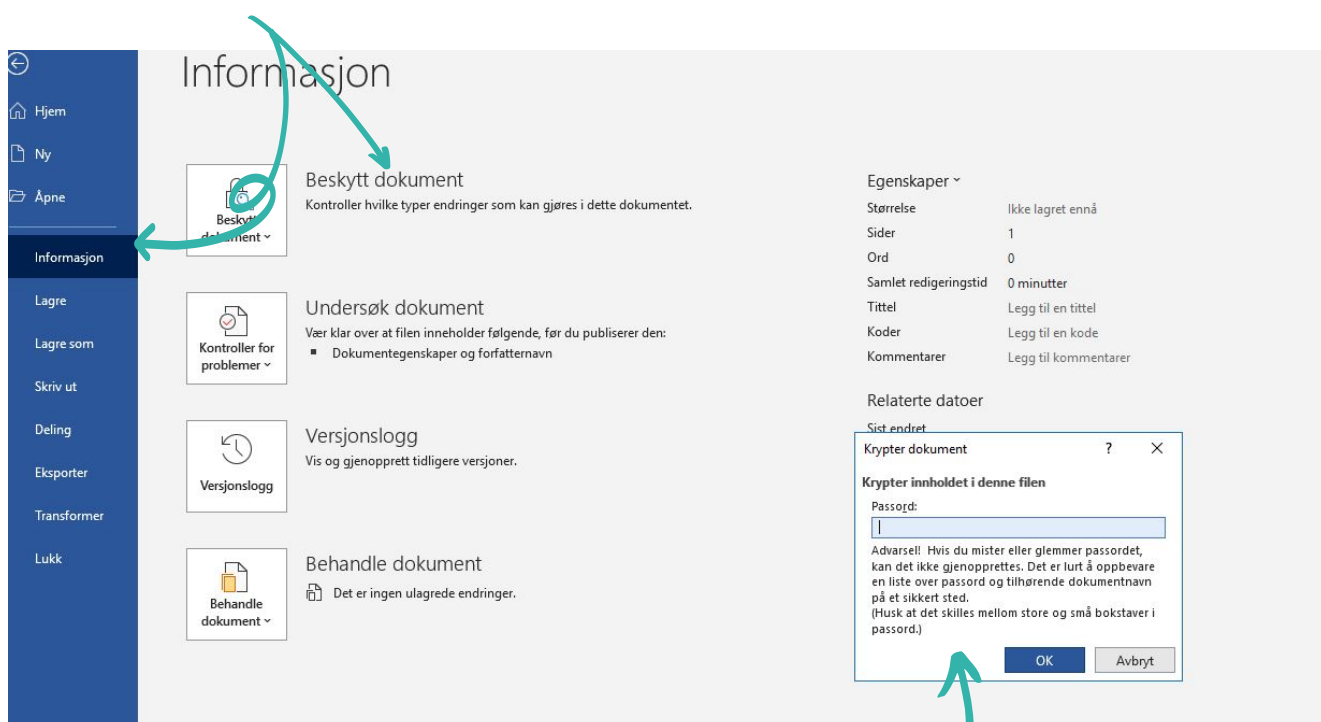 Informasjon
Hjem
Ny
Åpne
Informasjon
Lagre
Lagre som
Skriv ut
Deling
Eksporter
Transformer
Lukk
Beskytt
dokument
Beskytt dokument
Kontroller hvilke typer endringer som kan gjøres i dette dokumentet.
Kontroller for
problemer
Undersøk dokument
Vær klar over at filen inneholder følgende, før du publiserer den:
▪ Dokumentegenskaper og forfatternavn
Versjonslogg
Versjonslogg
Vis og gjenopprett tidligere versjoner.
Behandle
dokument
Behandle dokument
Det er ingen ulagrede endringer.
Egenskaper
Størrelse Ikke lagret ennå
Sider 1
Ord 0
Samlet redigeringstid 0 minutter
Tittel Legg til en tittel
Koder Legg til en kode
Kommentarer Legg til kommentarer
Relaterte datoer
Sist endret
Krypter dokument ? X
Krypter innholdet i denne filen
Passord:
Advarsel! Hvis du mister eller glemmer passordet,
kan det ikke gjenopprettes. Det er lurt å oppbevare
en liste over passord og tilhørende dokumentnavn
på et sikkert sted.
(Husk at det skilles mellom store og små bokstaver i
passord.)
OK Avbryt